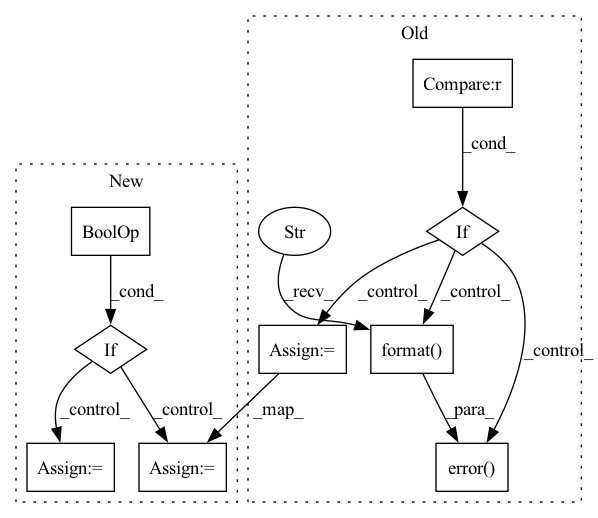 Old
Compare:r
_cond_
New
BoolOp
Str
If
_cond_
_recv_
_control_
_control_
If
Assign:=
format()
_control_
_control_
_control_
_map_
_para_
Assign:=
Assign:=
error()